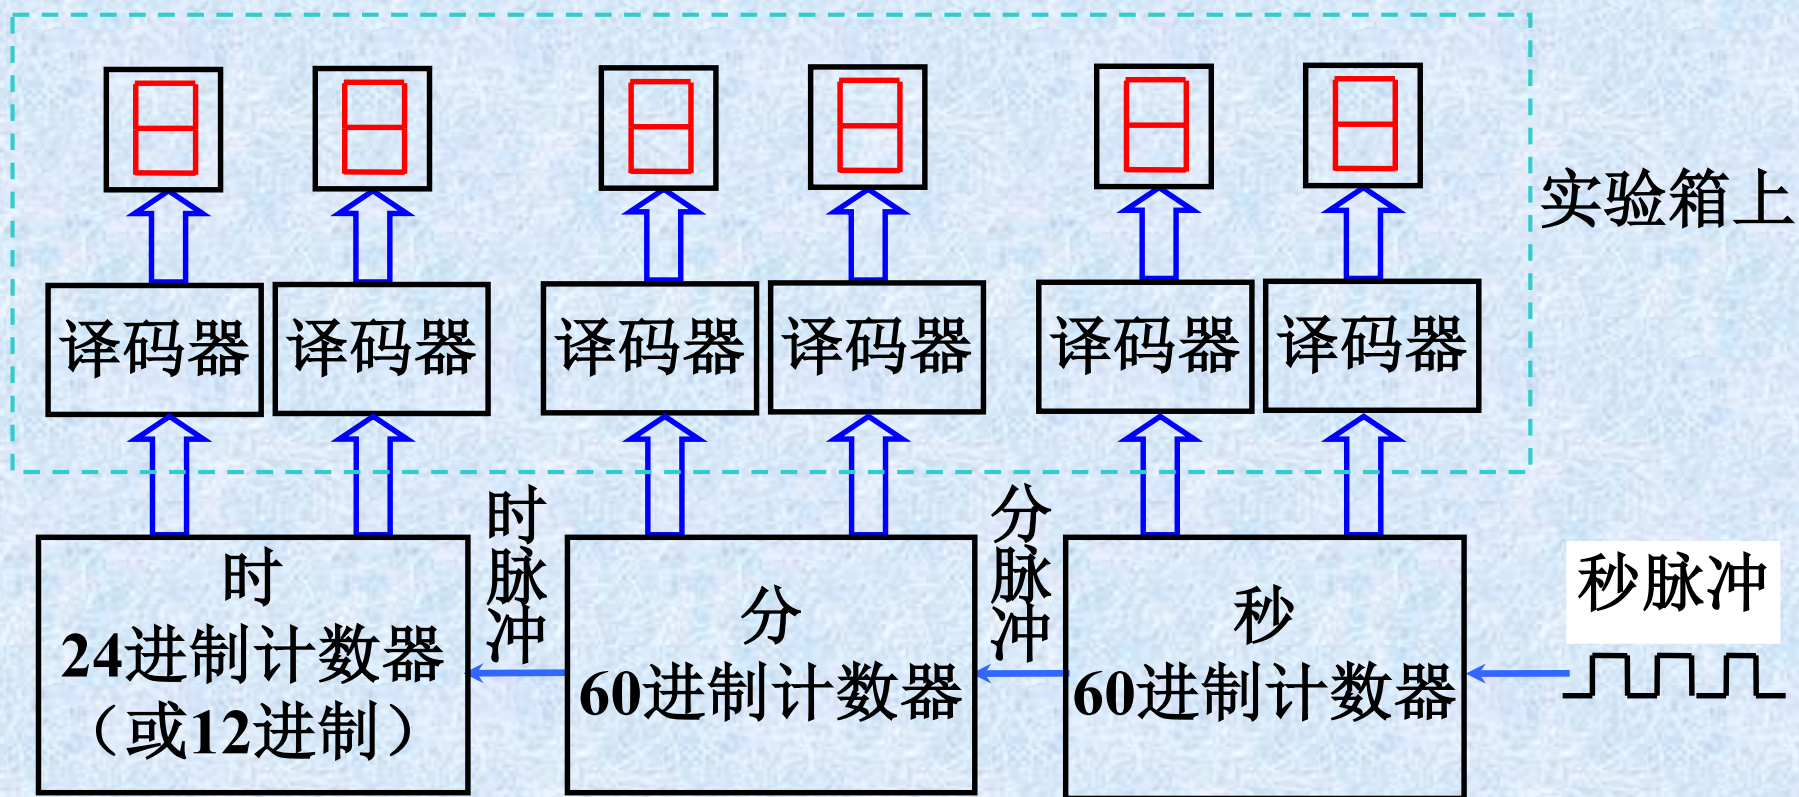 实验箱上
译码器 译码器 译码器 译码器 译码器 译码器
时脉冲
分脉冲
秒脉冲
时
24进制计数器
（或12进制）
分
60进制计数器
秒
60进制计数器